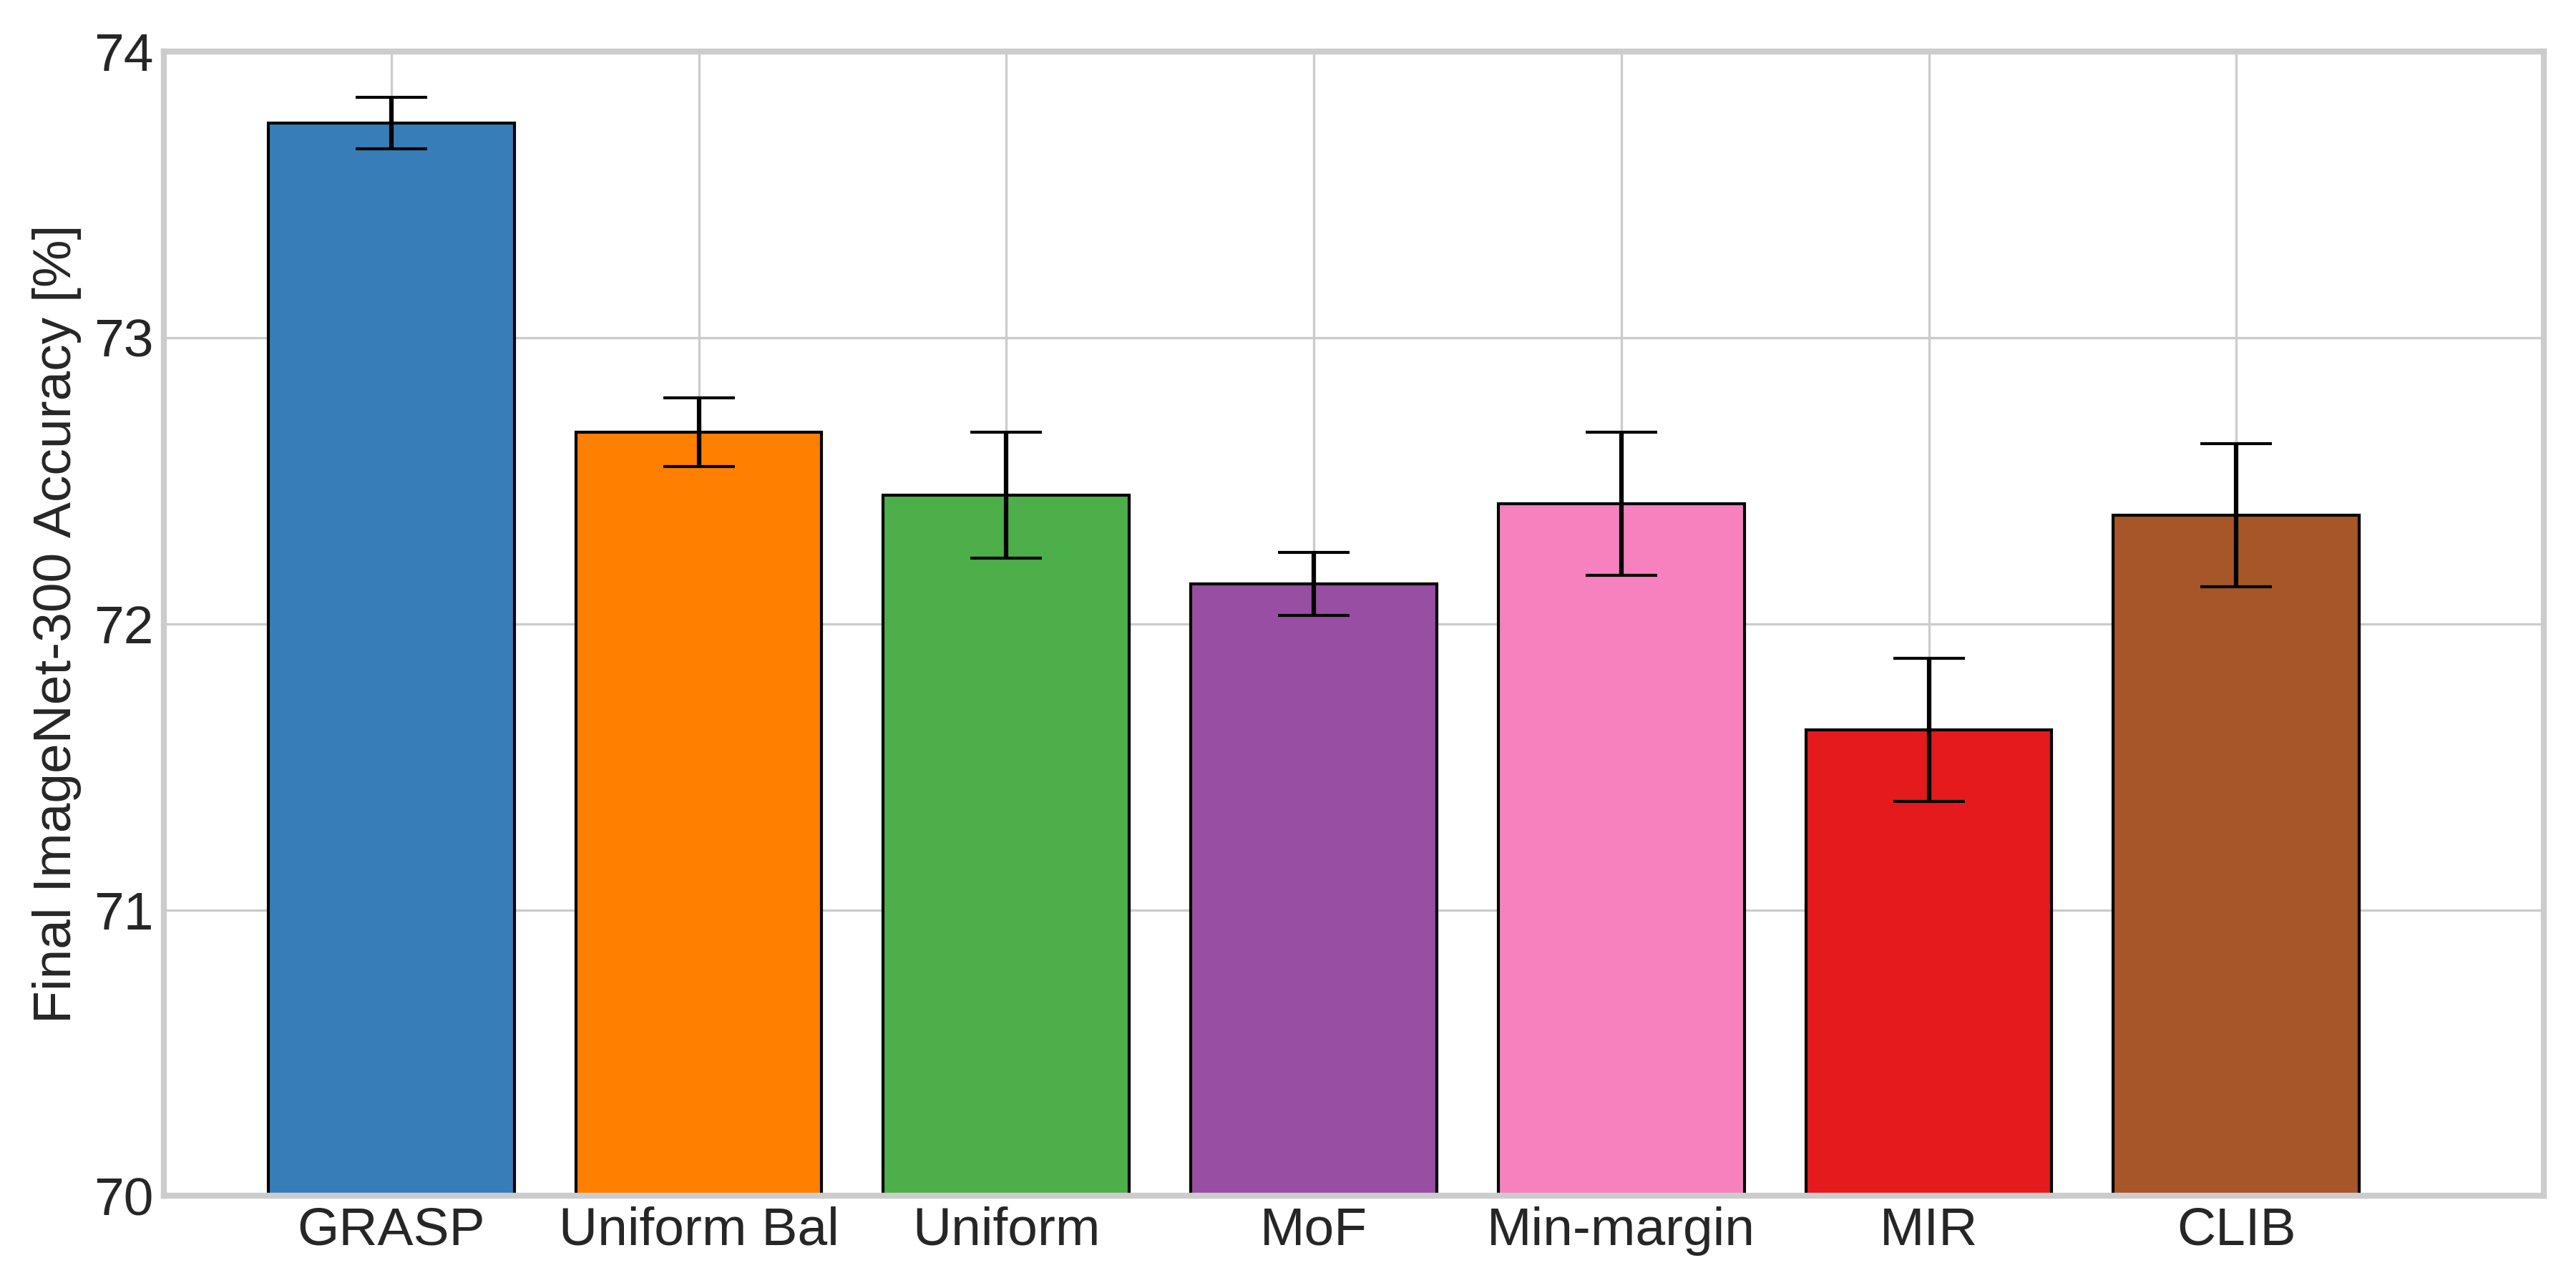 Final ImageNet-300 Accuracy [%]
74
73
72
71
70
GRASP Uniform Bal Uniform MoF Min-margin MIR CLIB